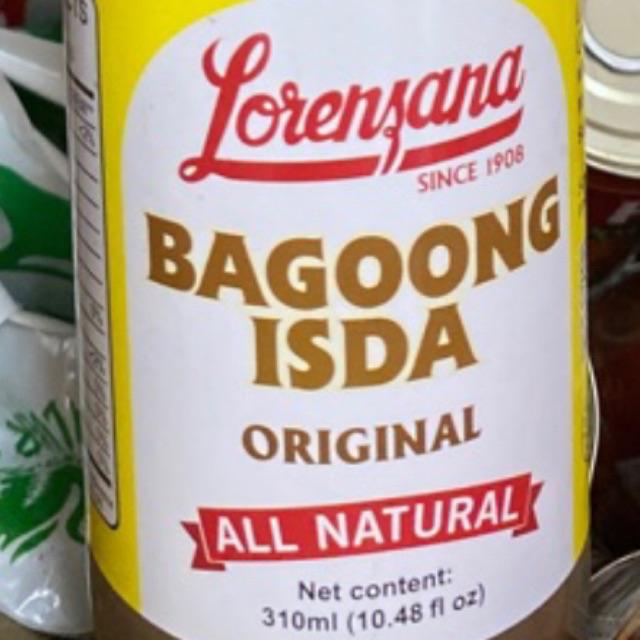 Lorenzana
SINCE 1908
BAGOONG
ISDA
ORIGINAL
ALL NATURAL
Net content:
310ml (10.48 fl oz)